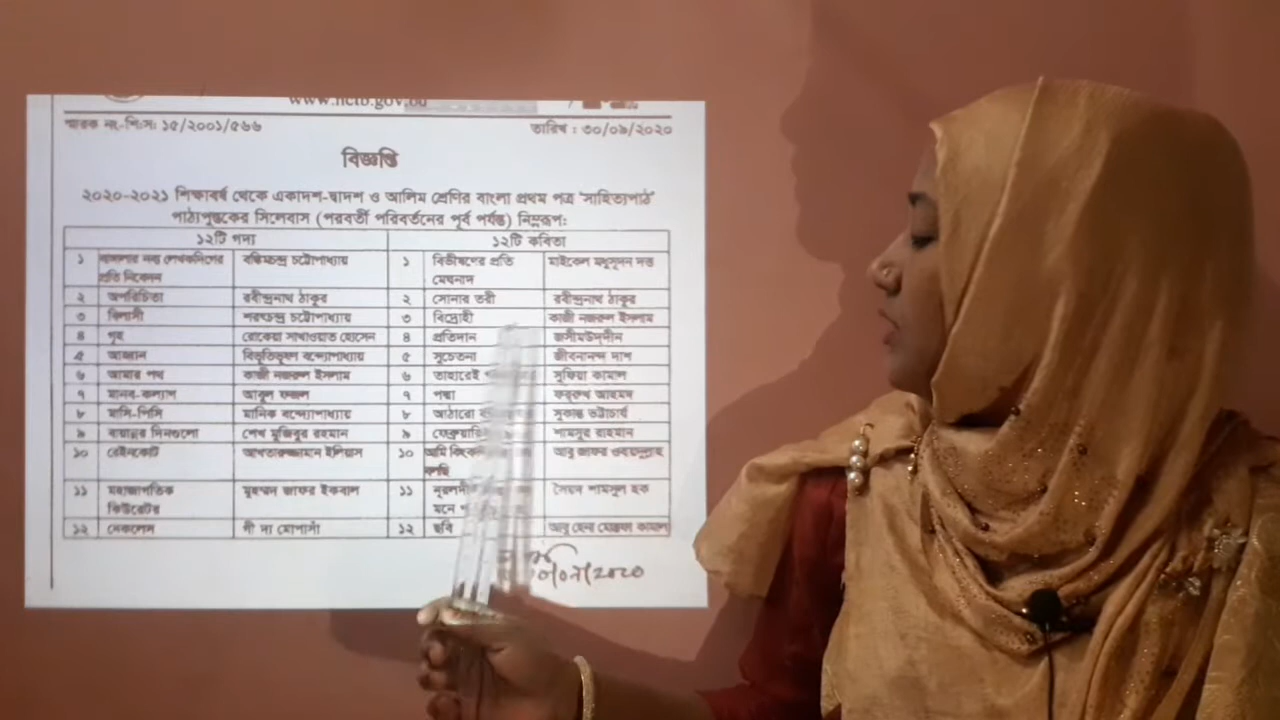 www.nctb.gov.bd
স্মারক নং-শি:স: ১৫/২০০১/৫৬৬ তারিখ : ৩০/০৯/২০২০
বিজ্ঞপ্তি
২০২০-২০২১ শিক্ষাবর্ষ থেকে একাদশ-দ্বাদশ ও আলিম শ্রেণির বাংলা প্রথম পত্র 'সাহিত্যপাঠ'
পাঠ্যপুস্তকের সিলেবাস (পরবর্তী পরিবর্তনের পূর্ব পর্যন্ত) নিম্নরূপ:
১২টি গদ্য ১২টি কবিতা
১ বাঙ্গালার নব্য লেখকদিগের বঙ্কিমচন্দ্র চট্টোপাধ্যায় ১ বিভীষণের প্রতি মাইকেল মধুসূদন দত্ত
প্রতি নিবেদন মেঘনাদ
২ অপরিচিতা রবীন্দ্রনাথ ঠাকুর ২ সোনার তরী রবীন্দ্রনাথ ঠাকুর
৩ বিলাসী শরৎচন্দ্র চট্টোপাধ্যায় ৩ বিদ্রোহী কাজী নজরুল ইসলাম
৪ গৃহ রোকেয়া সাখাওয়াত হোসেন ৪ প্রতিদান জসীমউদ্‌দীন
৫ আহ্বান বিভূতিভূষণ বন্দ্যোপাধ্যায় ৫ সুচেতনা জীবনানন্দ দাশ
৬ আমার পথ কাজী নজরুল ইসলাম ৬ তাহারেই সুফিয়া কামাল
৭ মানব-কল্যাণ আবুল ফজল ৭ পদ্মা ফররুখ আহমদ
৮ মাসি-পিসি মানিক বন্দ্যোপাধ্যায় ৮ আঠারো সুকান্ত ভট্টাচার্য
৯ বায়ান্নর দিনগুলো শেখ মুজিবুর রহমান ৯ শামসুর রাহমান
১০ রেইনকোট আখতারুজ্জামান ইলিয়াস ১০ আমি আবু জাফর ওবায়দুল্লাহ
বলছি
১১ মহাজাগতিক মুহম্মদ জাফর ইকবাল ১১ সৈয়দ শামসুল হক
কিউরেটর মনে
১২ নেকলেস গী দ্য মোপাসাঁ ১২ ছবি আবু হেনা মোস্তফা কামাল